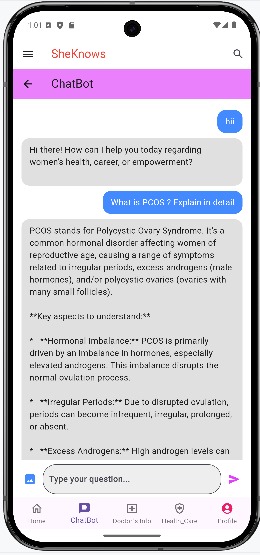 1:01
SheKnows
ChatBot
hii
Hi there! How can I help you today regarding
women's health, career, or empowerment?
What is PCOS ? Explain in detail
PCOS stands for Polycystic Ovary Syndrome. It's a
common hormonal disorder affecting women of
reproductive age, causing a range of symptoms
related to irregular periods, excess androgens (male
hormones), and/or polycystic ovaries (ovaries with
many small follicles).
**Key aspects to understand:**
*   **Hormonal Imbalance:** PCOS is primarily
driven by an imbalance in hormones, especially
elevated androgens. This imbalance disrupts the
normal ovulation process.
*   **Irregular Periods:** Due to disrupted ovulation,
periods can become infrequent, irregular, prolonged,
or absent.
*   **Excess Androgens:** High androgen levels can
Type your question...
Home
ChatBot
Doctor's Info
Health_Care
Profile